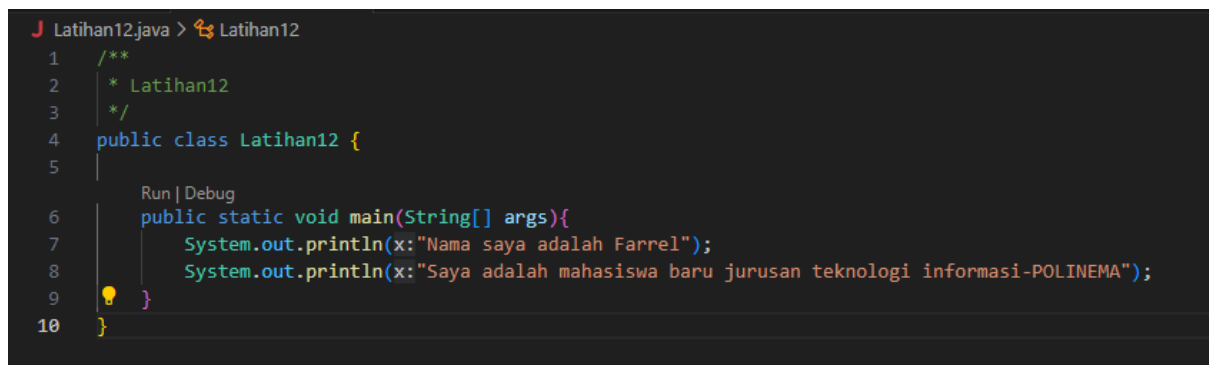 J Latihan12.java > Latihan12
1 /**
2  * Latihan12
3  */
4 public class Latihan12 {
5
Run | Debug
6     public static void main(String[] args){
7         System.out.println(x:"Nama saya adalah Farrel");
8         System.out.println(x:"Saya adalah mahasiswa baru jurusan teknologi informasi-POLINEMA");
9     }
10 }